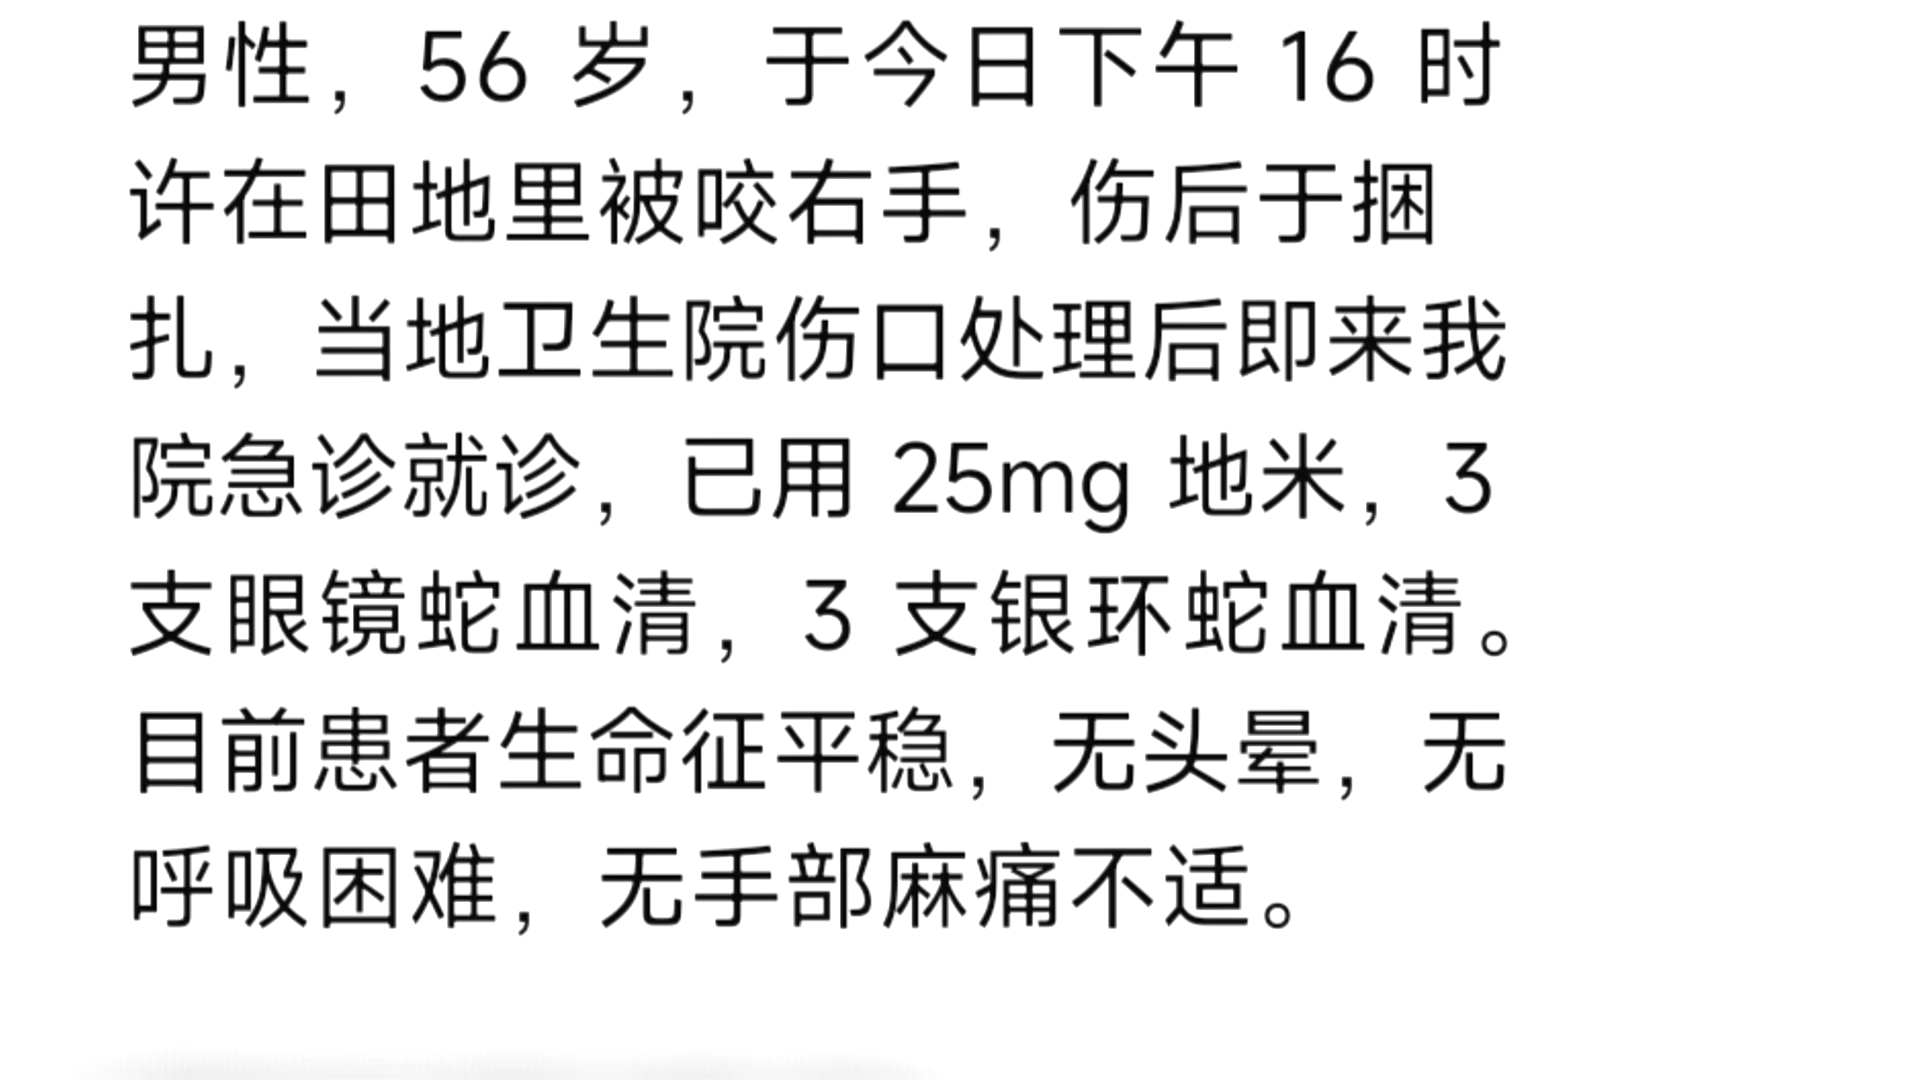 男性，56 岁，于今日下午 16 时
许在田地里被咬右手，伤后于捆
扎，当地卫生院伤口处理后即来我
院急诊就诊，已用 25mg 地米，3
支眼镜蛇血清，3 支银环蛇血清。
目前患者生命征平稳，无头晕，无
呼吸困难，无手部麻痛不适。